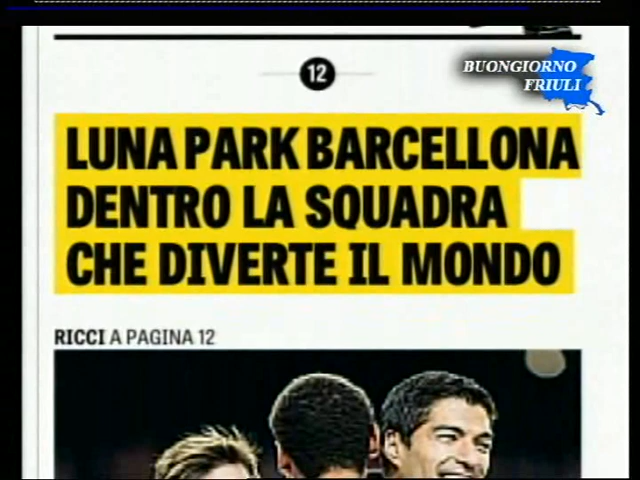 BUONGIORNO
FRIULI
12
LUNA PARK BARCELLONA
DENTRO LA SQUADRA
CHE DIVERTE IL MONDO
RICCI A PAGINA 12